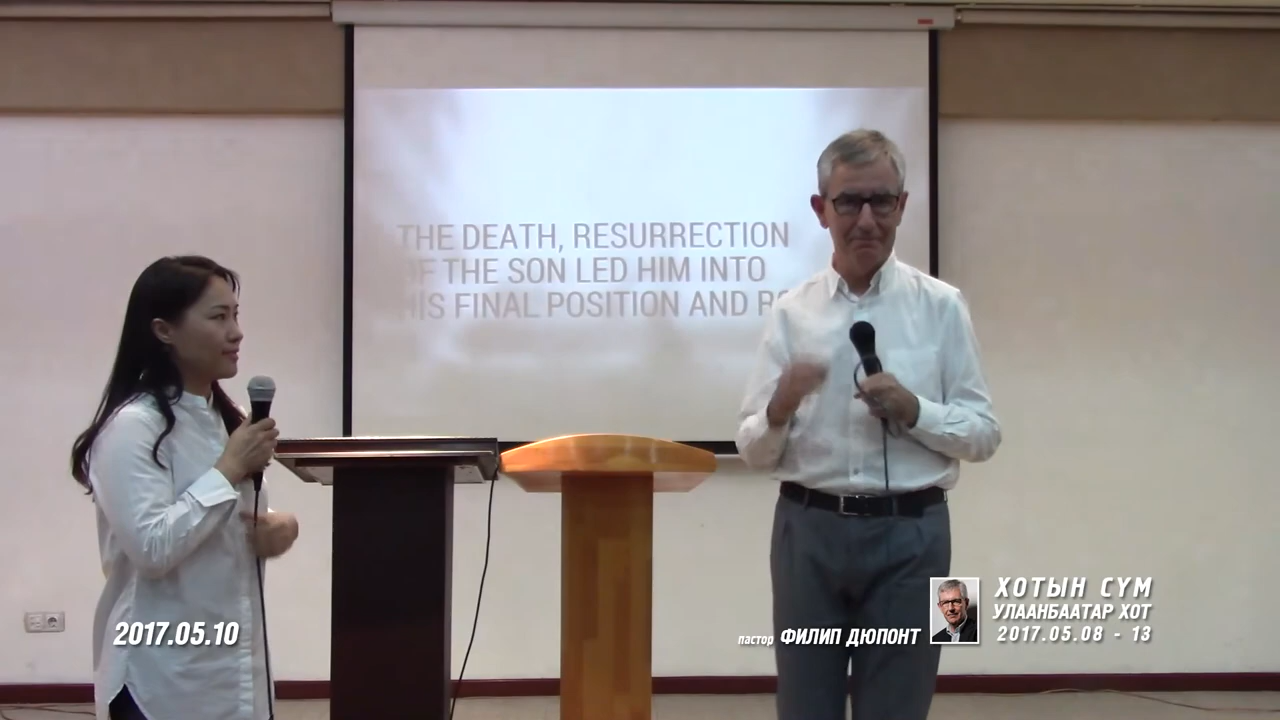 THE DEATH, RESURRECTION
OF THE SON LED HIM INTO
HIS FINAL POSITION AND
2017.05.10
пастор ФИЛИП ДЮПОНТ
ХОТЫН СҮМ
УЛААНБААТАР ХОТ
2017.05.08 - 13